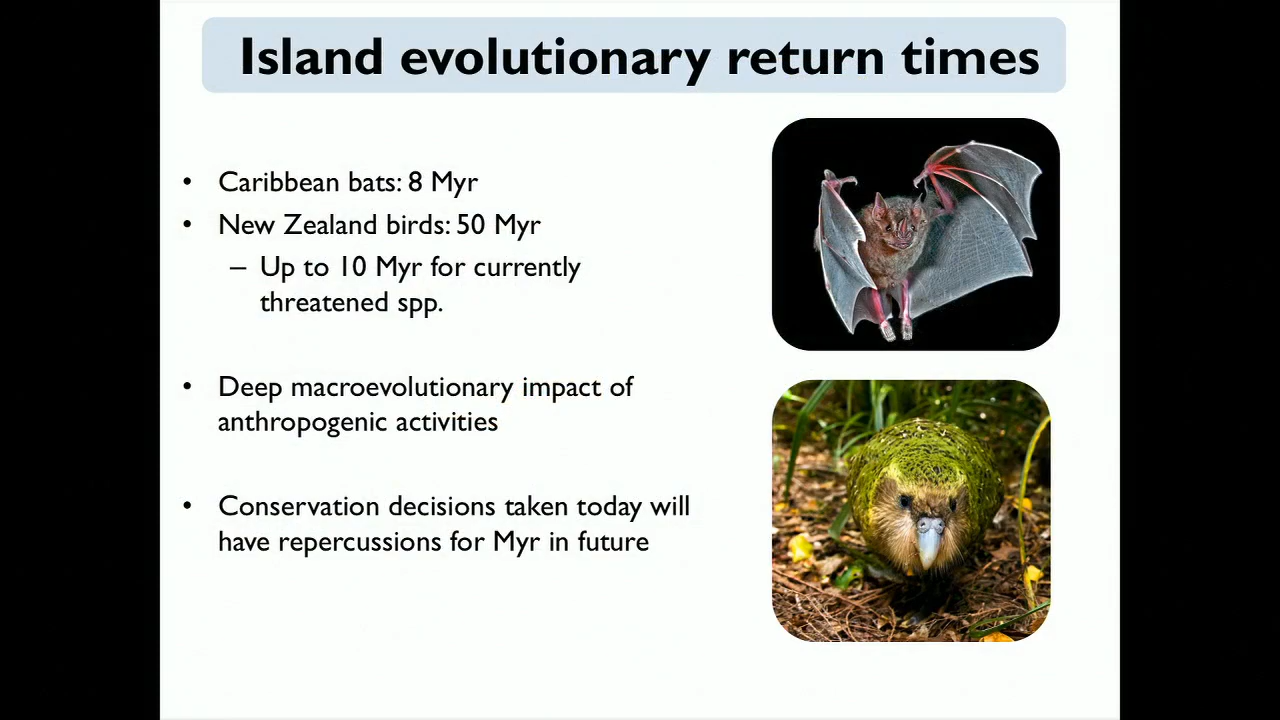 Island evolutionary return times
• Caribbean bats: 8 Myr
• New Zealand birds: 50 Myr
– Up to 10 Myr for currently
threatened spp.
• Deep macroevolutionary impact of
anthropogenic activities
• Conservation decisions taken today will
have repercussions for Myr in future